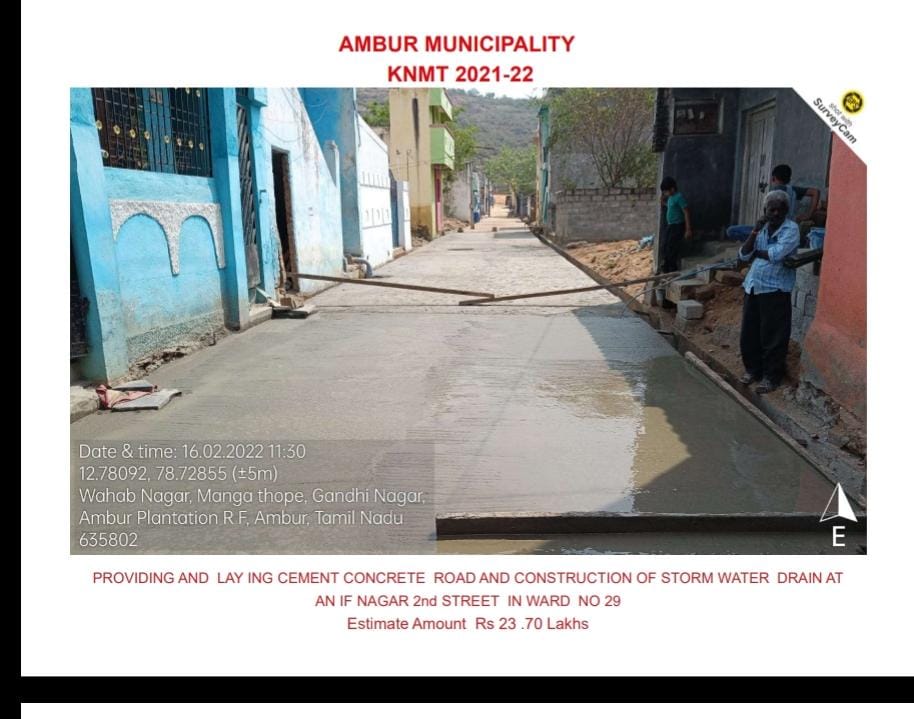 AMBUR MUNICIPALITY
KNMT 2021-22
shot with
SurveyCam
Date & time: 16.02.2022 11:30
12.78092, 78.72855 (±5m)
Wahab Nagar, Manga thope, Gandhi Nagar,
Ambur Plantation R F, Ambur, Tamil Nadu
635802
E
PROVIDING AND LAY ING CEMENT CONCRETE ROAD AND CONSTRUCTION OF STORM WATER DRAIN AT
AN IF NAGAR 2nd STREET IN WARD NO 29
Estimate Amount Rs 23 .70 Lakhs